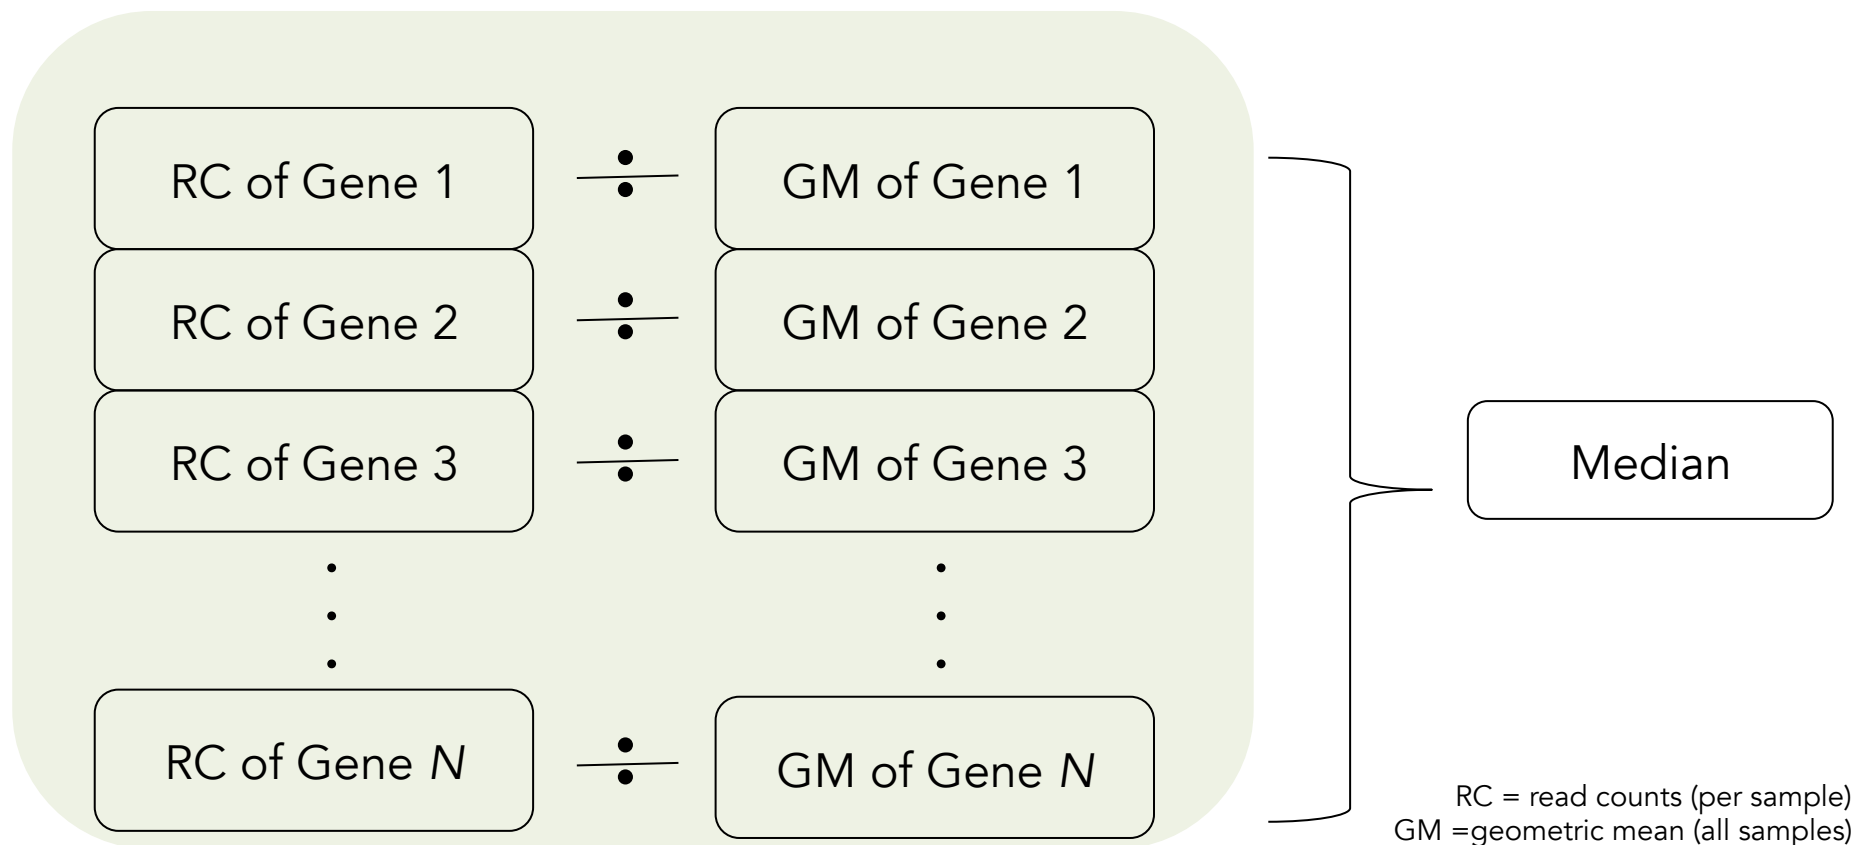 RC of Gene 1
GM of Gene 1
RC of Gene 2
GM of Gene 2
RC of Gene 3
GM of Gene 3
Median
RC of Gene N
GM of Gene N
RC = read counts (per sample)
GM =geometric mean (all samples)